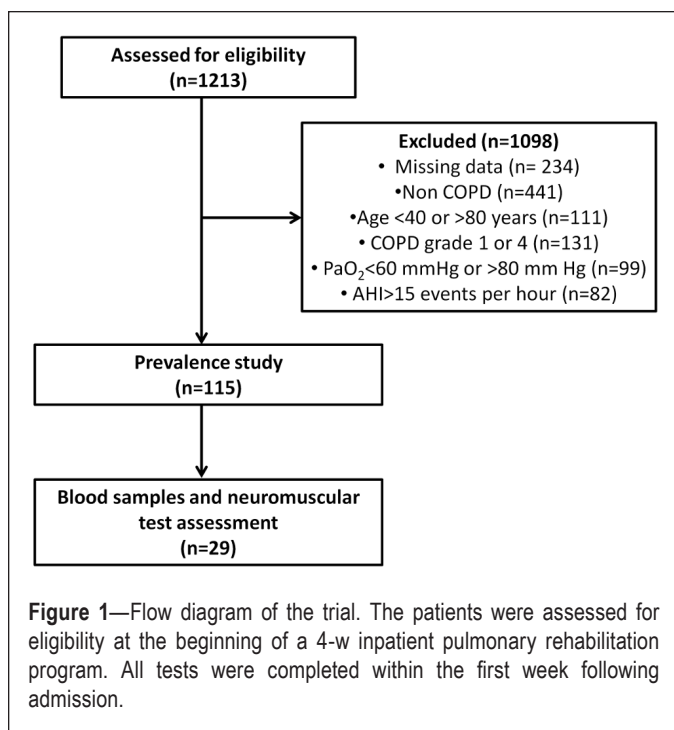 Assessed for eligibility
(n=1213)
Excluded (n=1098)
• Missing data (n= 234)
•Non COPD (n=441)
•Age <40 or >80 years (n=111)
• COPD grade 1 or 4 (n=131)
• PaO2<60 mmHg or >80 mm Hg (n=99)
• AHI>15 events per hour (n=82)
Prevalence study
(n=115)
Blood samples and neuromuscular
test assessment
(n=29)
Figure 1—Flow diagram of the trial. The patients were assessed for
eligibility at the beginning of a 4-w inpatient pulmonary rehabilitation
program. All tests were completed within the first week following
admission.